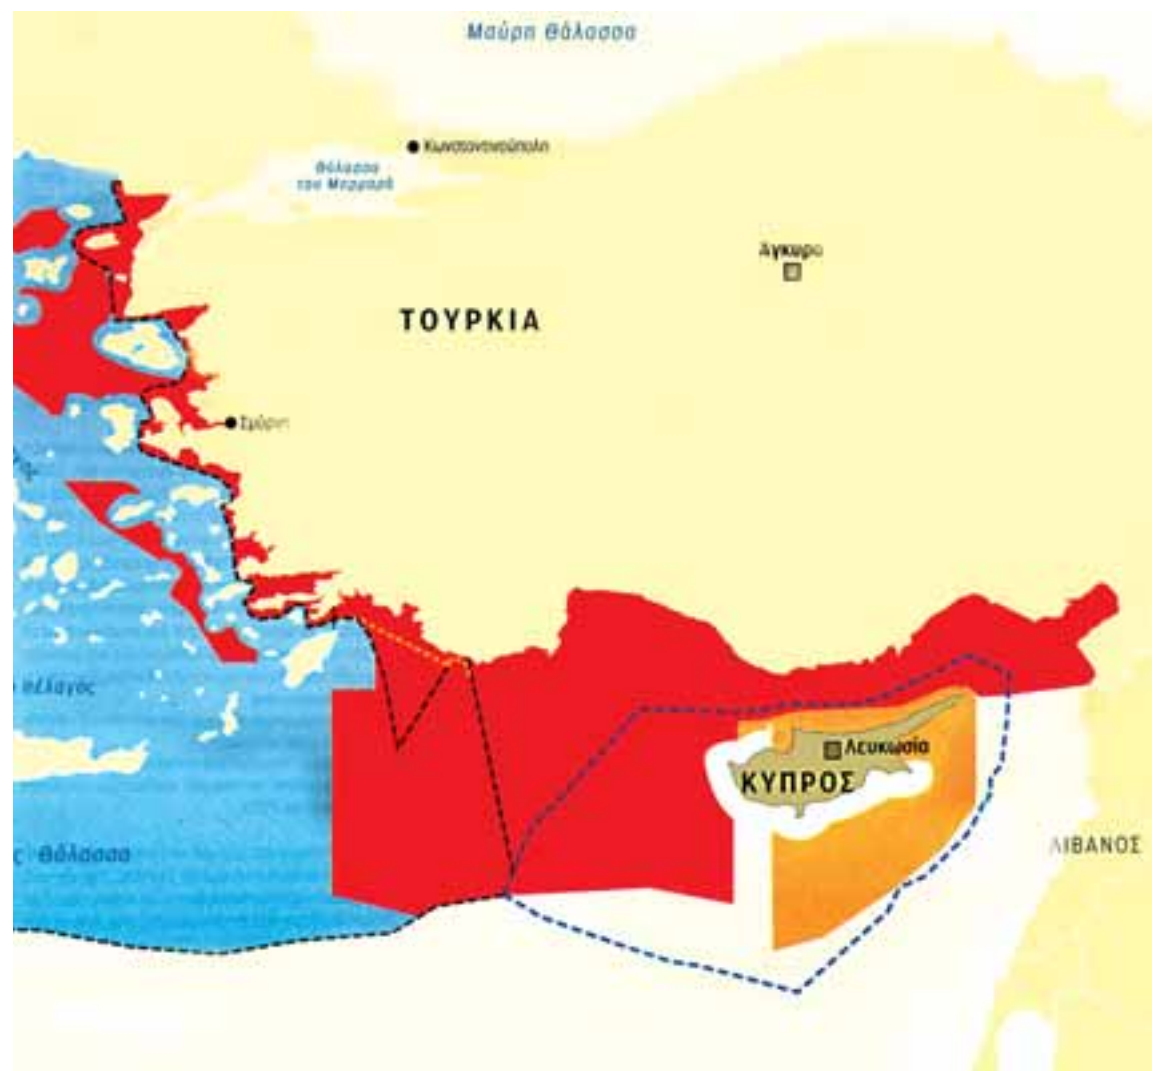 Μαύρη Θάλασσα
Κωνσταντινούπολη
Θάλασσα
του Μαρμαρά
Άγκυρα
ΤΟΥΡΚΙΑ
Σμύρνη
πέλαγος
Λευκωσία
ΚΥΠΡΟΣ
ΛΙΒΑΝΟΣ
ς Θάλασσα